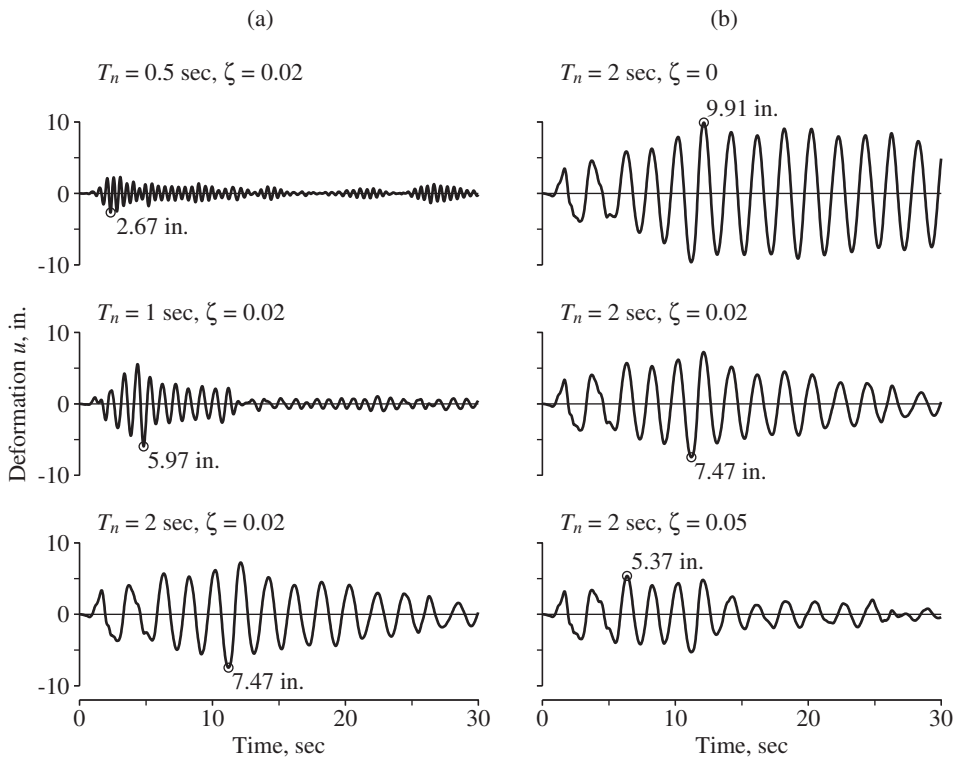 (a)
(b)
Tn = 0.5 sec, ζ = 0.02
10
0
-10
2.67 in.
Tn = 1 sec, ζ = 0.02
10
0
-10
5.97 in.
Tn = 2 sec, ζ = 0.02
10
0
-10
7.47 in.
0 10 20 30
Time, sec
Deformation u, in.
Tn = 2 sec, ζ = 0
9.91 in.
Tn = 2 sec, ζ = 0.02
7.47 in.
Tn = 2 sec, ζ = 0.05
5.37 in.
0 10 20 30
Time, sec